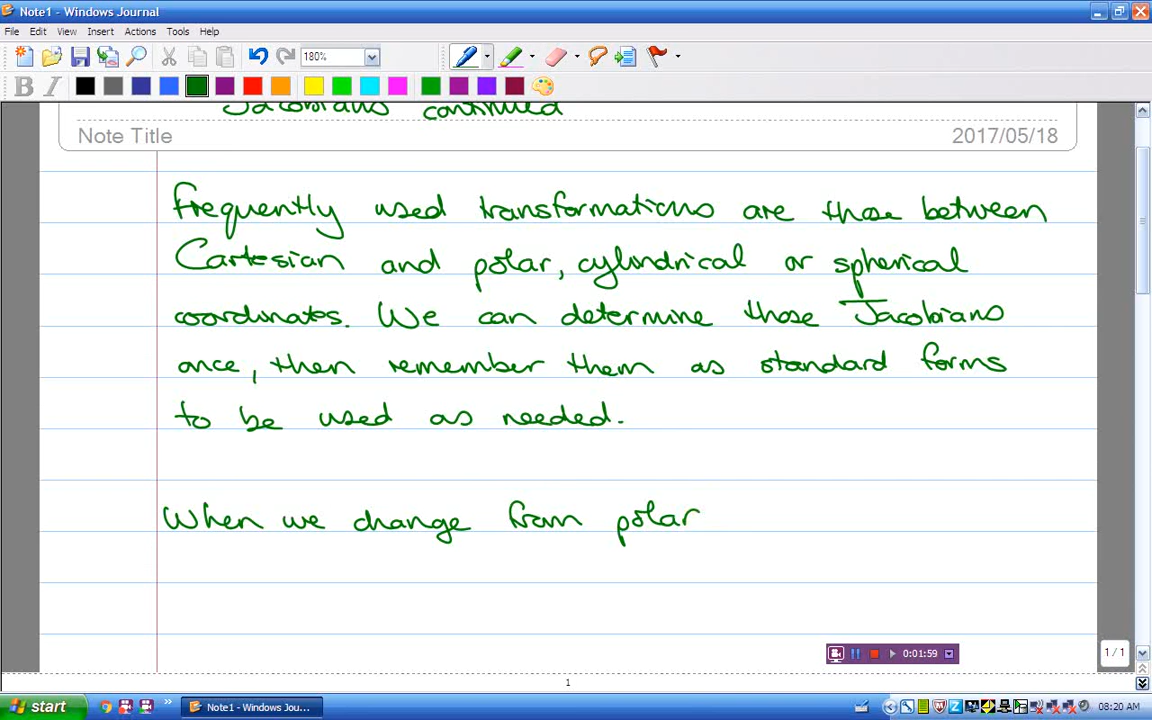 Note1 - Windows Journal
File Edit View Insert Actions Tools Help
180%
B I
Jacobians continued
Note Title 2017/05/18
Frequently used transformations are those between
Cartesian and polar, cylindrical or spherical
coordinates. We can determine those Jacobians
once, then remember them as standard forms
to be used as needed.
When we change from polar
0:01:59
1 / 1
1
start Note1 - Windows Jou... 08:20 AM